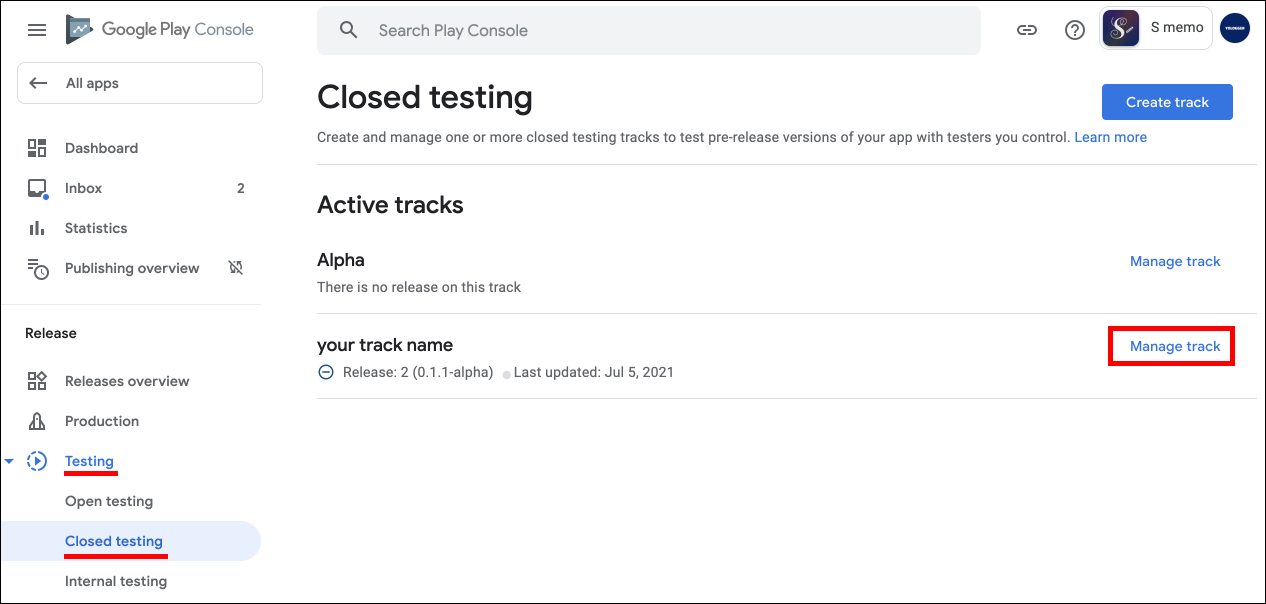 Google Play Console
Search Play Console
S memo
All apps
Dashboard
Inbox 2
Statistics
Publishing overview
Release
Releases overview
Production
Testing
Open testing
Closed testing
Internal testing
Closed testing
Create track
Create and manage one or more closed testing tracks to test pre-release versions of your app with testers you control. Learn more
Active tracks
Alpha
Manage track
There is no release on this track
your track name
Manage track
Release: 2 (0.1.1-alpha) Last updated: Jul 5, 2021